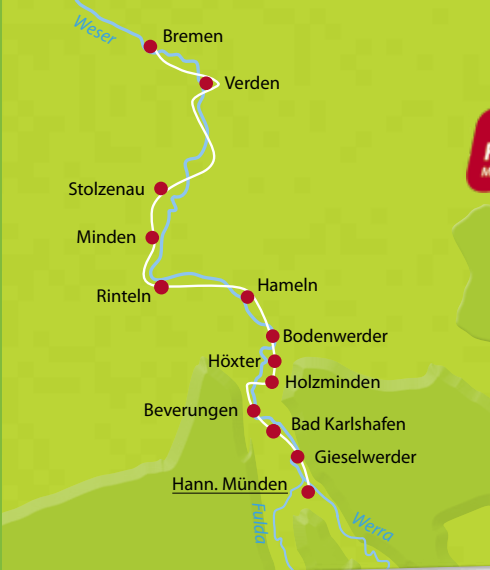 Weser
Bremen
Verden
Stolzenau
Minden
Rinteln
Hameln
Bodenwerder
Höxter
Holzminden
Beverungen
Bad Karlshafen
Gieselwerder
Hann. Münden
Fulda
Werra